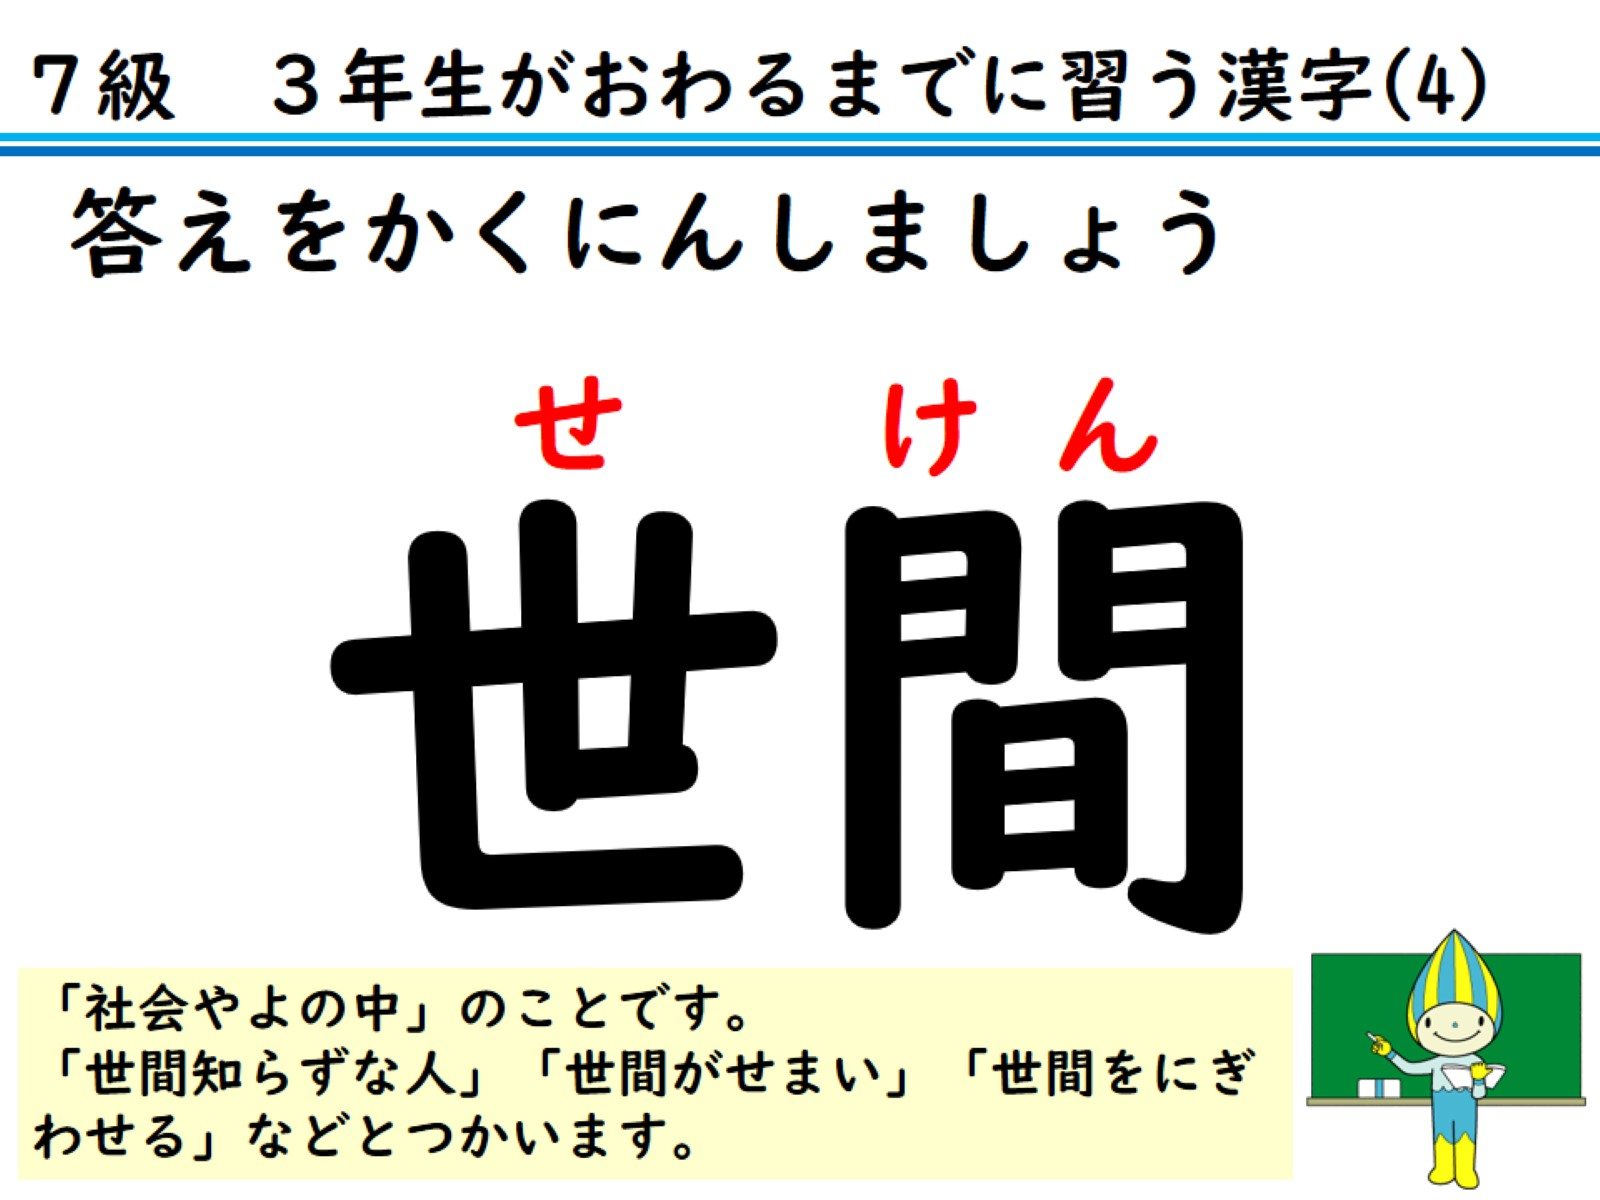 ７級　３年生がおわるまでに習う漢字(4)
答えをかくにんしましょう
せ　けん
世間
「社会やよの中」のことです。
「世間知らずな人」「世間がせまい」「世間をにぎ
わせる」などとつかいます。